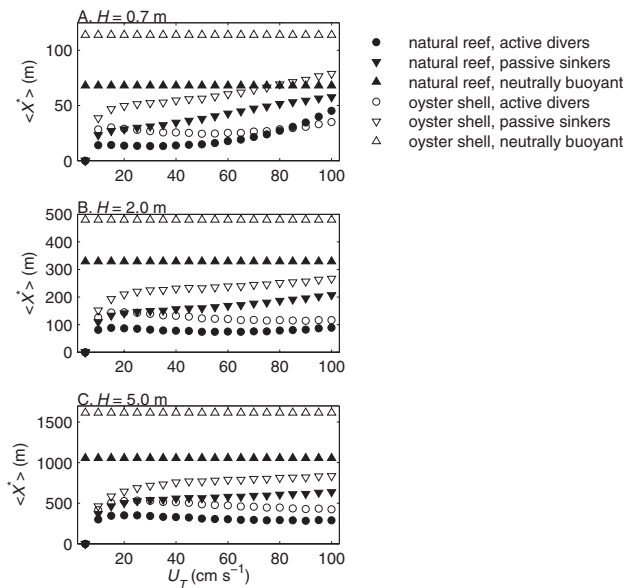 A. H = 0.7 m
100
50
0
<X*> (m)
20 40 60 80 100
natural reef, active divers
natural reef, passive sinkers
natural reef, neutrally buoyant
oyster shell, active divers
oyster shell, passive sinkers
oyster shell, neutrally buoyant
B. H = 2.0 m
500
400
300
200
100
0
<X*> (m)
20 40 60 80 100
C. H = 5.0 m
1500
1000
500
0
<X*> (m)
20 40 60 80 100
U_T (cm s⁻¹)